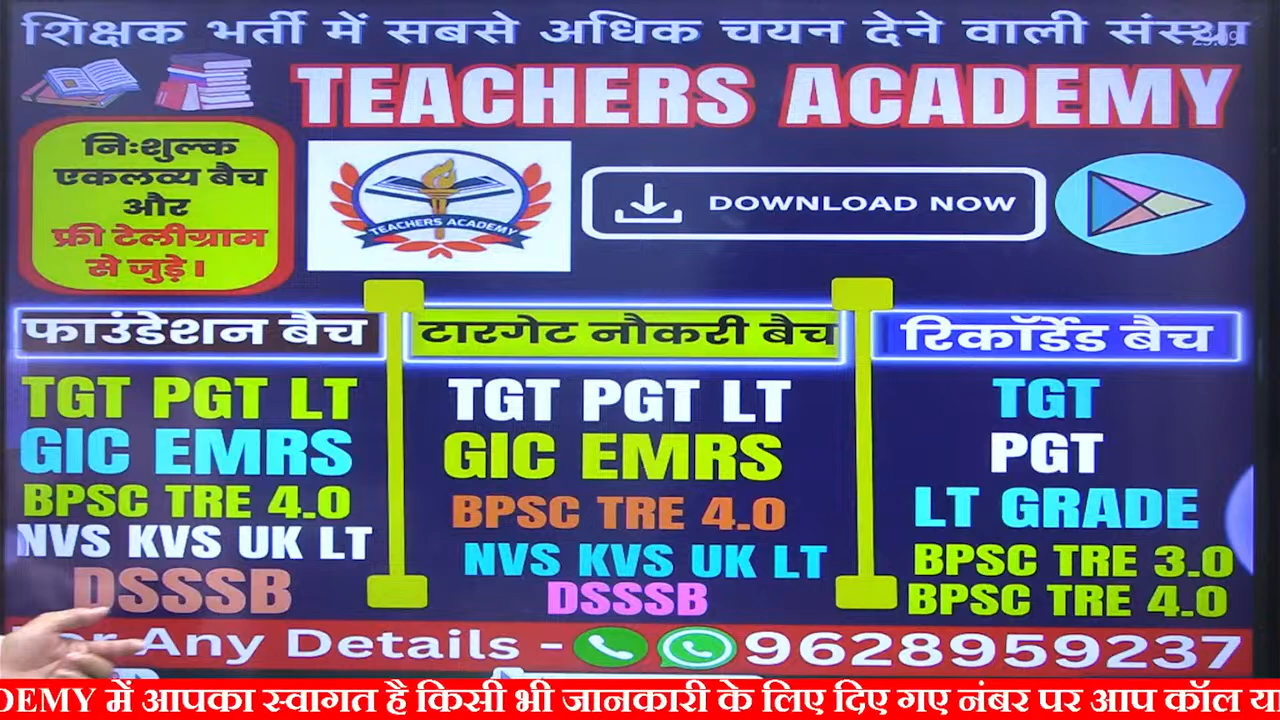 शिक्षक भर्ती में सबसे अधिक चयन देने वाली संस्था
TEACHERS ACADEMY
निःशुल्क
एकलव्य बैच
और
फ्री टेलीग्राम
से जुड़े।
TEACHERS ACADEMY
DOWNLOAD NOW
फाउंडेशन बैच
TGT PGT LT
GIC EMRS
BPSC TRE 4.0
NVS KVS UK LT
DSSSB
टारगेट नौकरी बैच
TGT PGT LT
GIC EMRS
BPSC TRE 4.0
NVS KVS UK LT
DSSSB
रिकॉर्डेड बैच
TGT
PGT
LT GRADE
BPSC TRE 3.0
BPSC TRE 4.0
For Any Details - 9628959237
DEMY में आपका स्वागत है किसी भी जानकारी के लिए दिए गए नंबर पर आप कॉल या